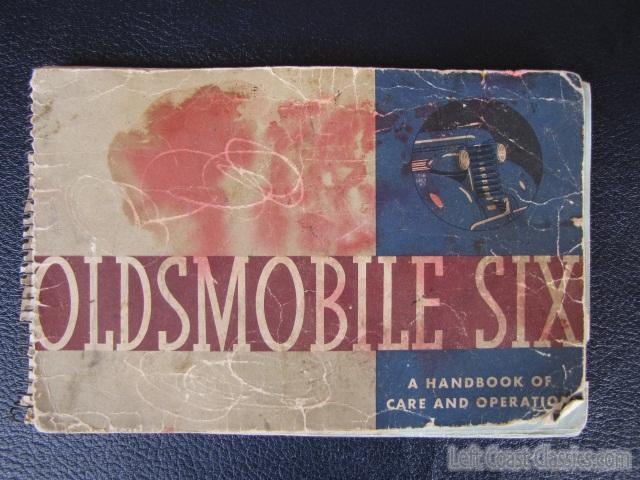 OLDSMOBILE SIX
A HANDBOOK OF
CARE AND OPERATION
Left Coast Classics.com